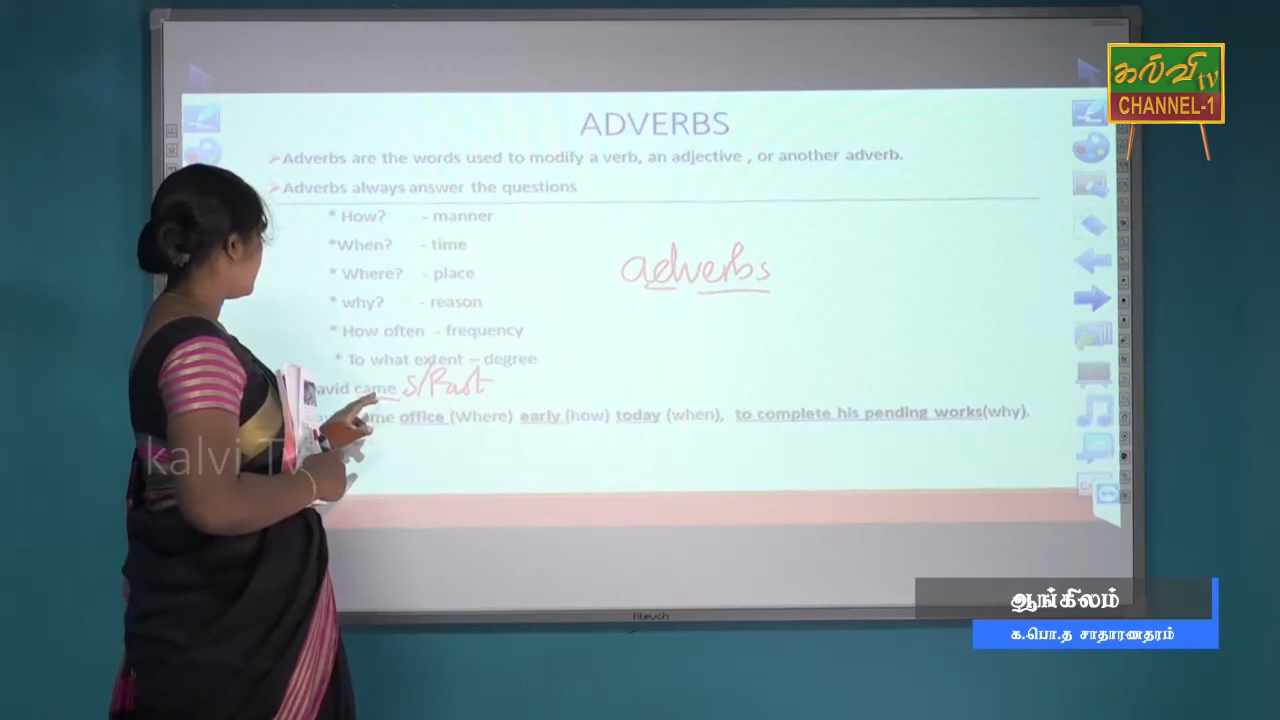 கல்வி tv
CHANNEL-1
ADVERBS
Adverbs are the words used to modify a verb, an adjective , or another adverb.
Adverbs always answer the questions
* How? - manner
*When? - time
* Where? - place
* why? - reason
* How often - frequency
* To what extent – degree
adverbs
avid came S/Past
me office (Where) early (how) today (when), to complete his pending works(why).
kalvi T
fitouch
ஆங்கிலம்
க.பொ.த சாதாரணதரம்